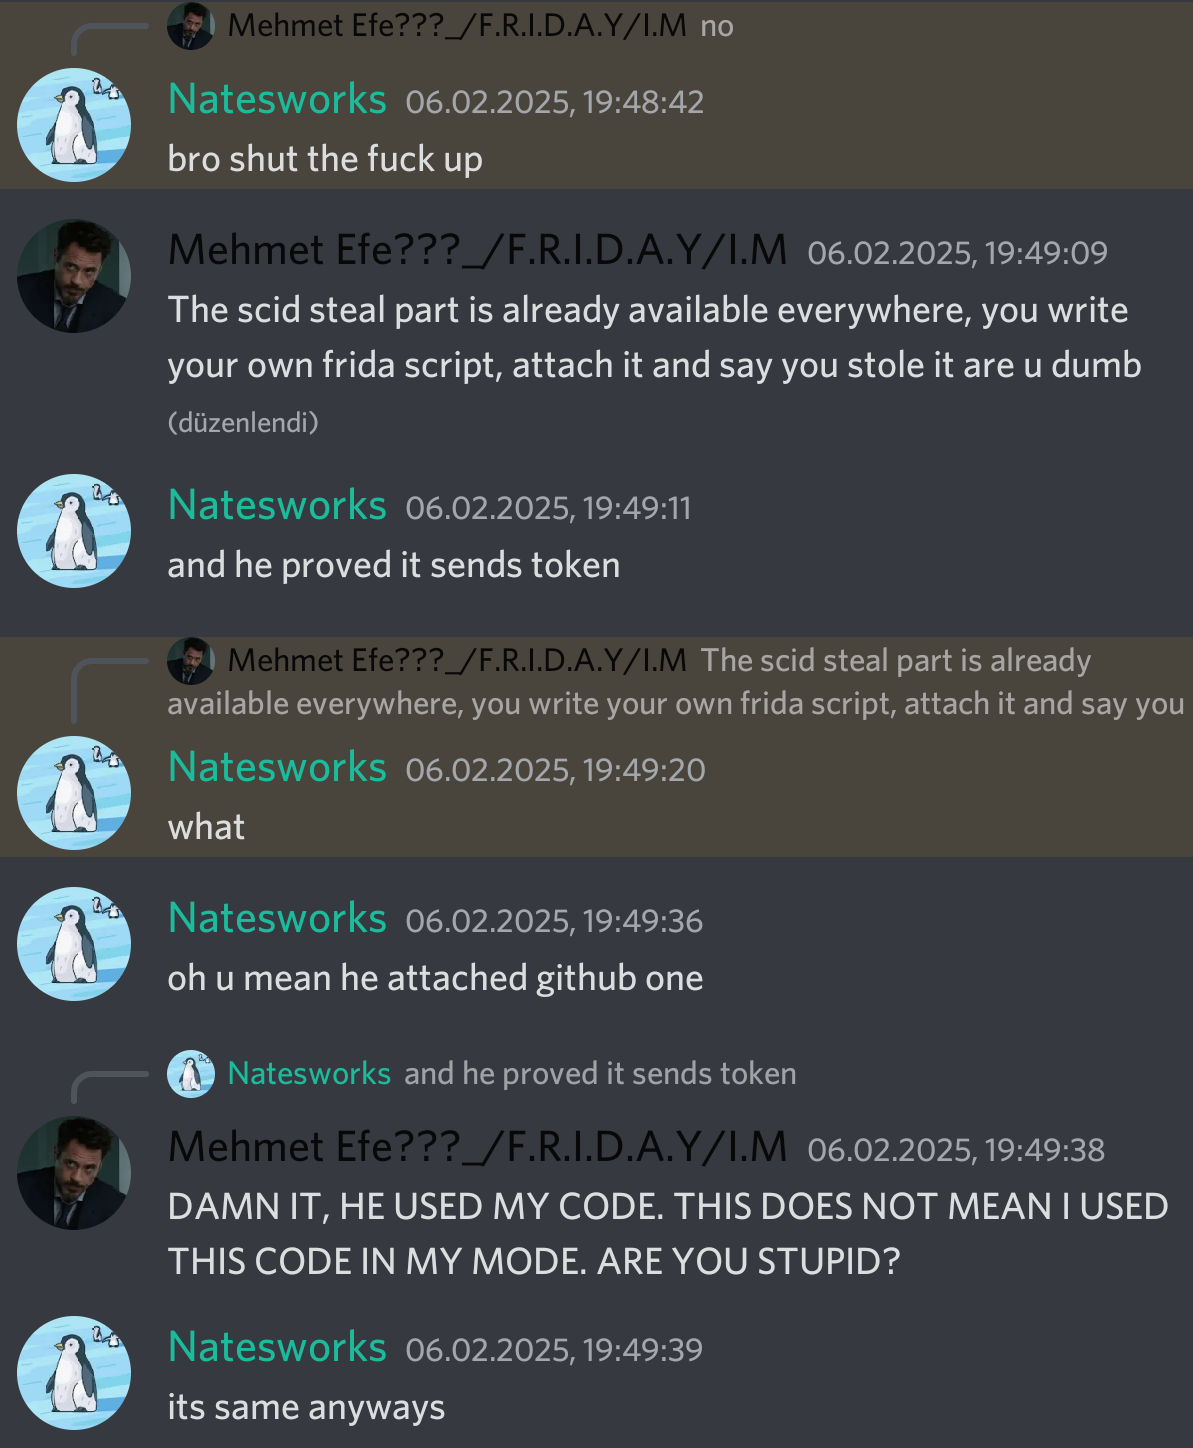 Mehmet Efe???_/F.R.I.D.A.Y/I.M no
Natesworks 06.02.2025, 19:48:42
bro shut the fuck up
Mehmet Efe???_/F.R.I.D.A.Y/I.M 06.02.2025, 19:49:09
The scid steal part is already available everywhere, you write
your own frida script, attach it and say you stole it are u dumb
(düzenlendi)
Natesworks 06.02.2025, 19:49:11
and he proved it sends token
Mehmet Efe???_/F.R.I.D.A.Y/I.M The scid steal part is already
available everywhere, you write your own frida script, attach it and say you
Natesworks 06.02.2025, 19:49:20
what
Natesworks 06.02.2025, 19:49:36
oh u mean he attached github one
Natesworks and he proved it sends token
Mehmet Efe???_/F.R.I.D.A.Y/I.M 06.02.2025, 19:49:38
DAMN IT, HE USED MY CODE. THIS DOES NOT MEAN I USED
THIS CODE IN MY MODE. ARE YOU STUPID?
Natesworks 06.02.2025, 19:49:39
its same anyways